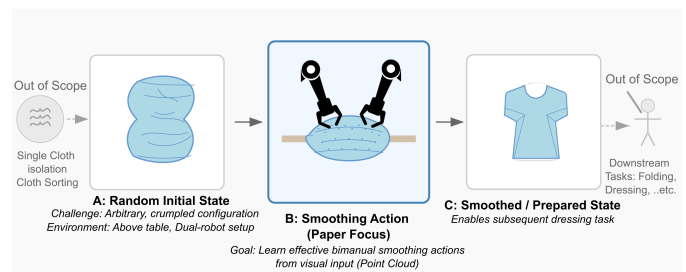 Out of Scope
Single Cloth
isolation
Cloth Sorting
A: Random Initial State
Challenge: Arbitrary, crumpled configuration
Environment: Above table, Dual-robot setup
B: Smoothing Action
(Paper Focus)
Goal: Learn effective bimanual smoothing actions
from visual input (Point Cloud)
C: Smoothed / Prepared State
Enables subsequent dressing task
Out of Scope
Downstream
Tasks: Folding,
Dressing, ..etc.